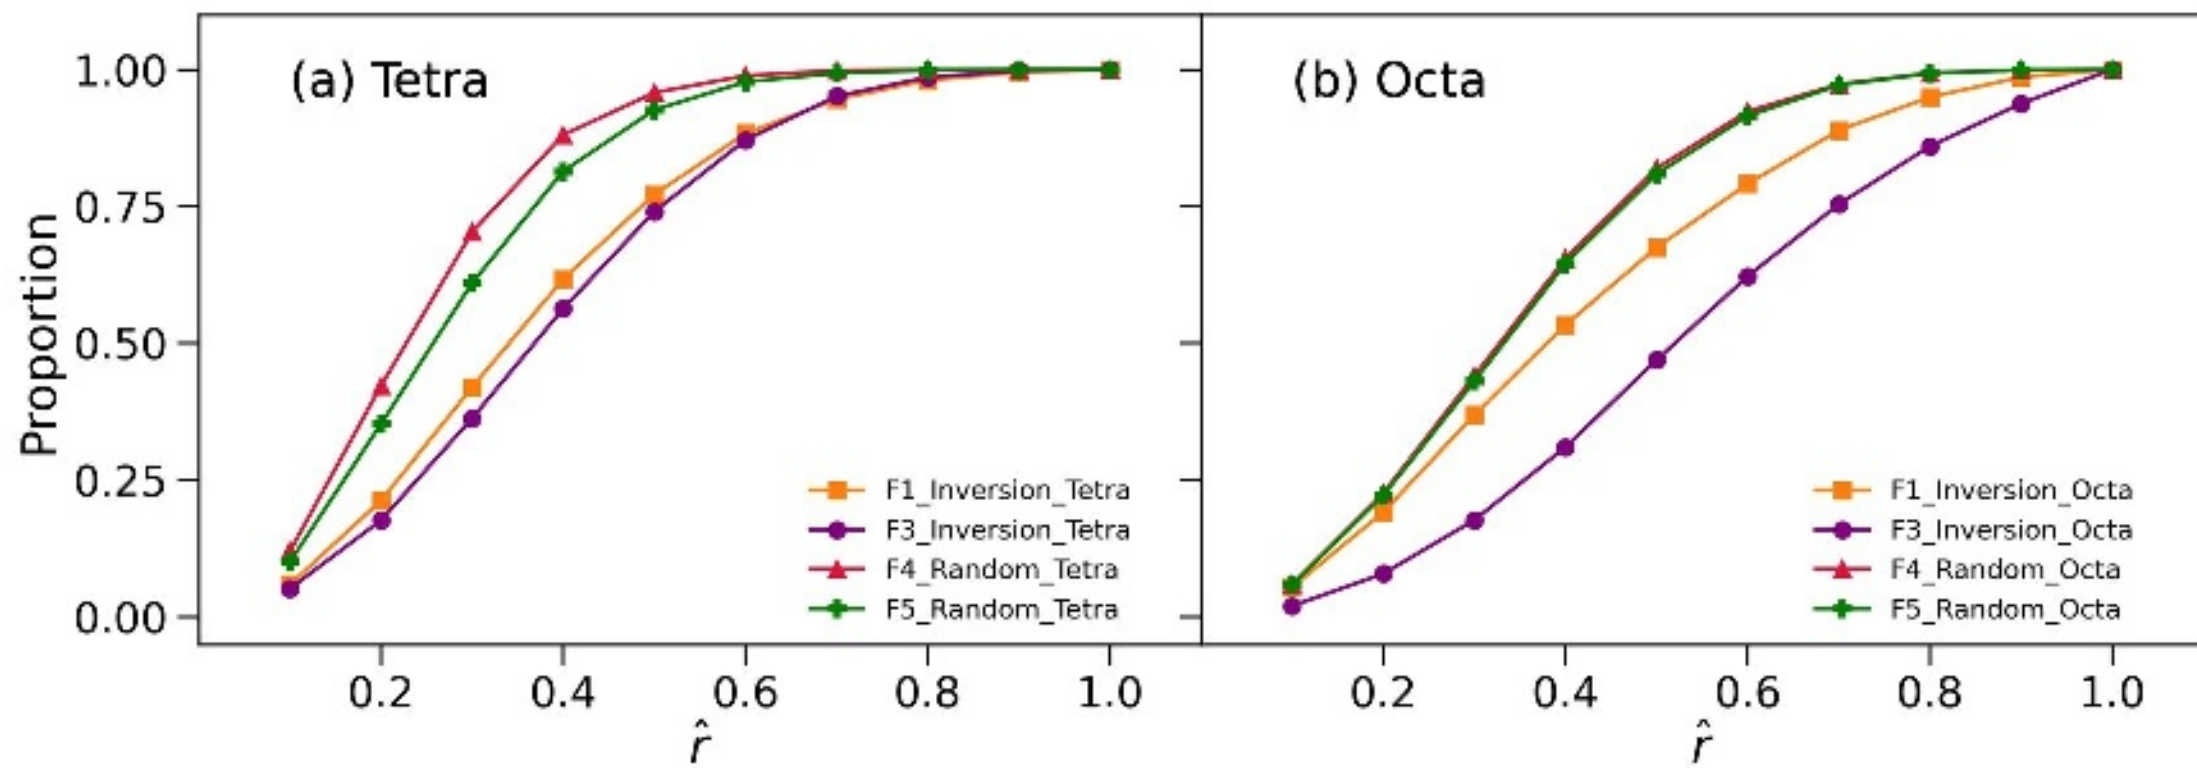 (a) Tetra
(b) Octa
Proportion
1.00
0.75
0.50
0.25
0.00
F1_Inversion_Tetra
F3_Inversion_Tetra
F4_Random_Tetra
F5_Random_Tetra
F1_Inversion_Octa
F3_Inversion_Octa
F4_Random_Octa
F5_Random_Octa
0.2 0.4 0.6 0.8 1.0
0.2 0.4 0.6 0.8 1.0
r̂
r̂